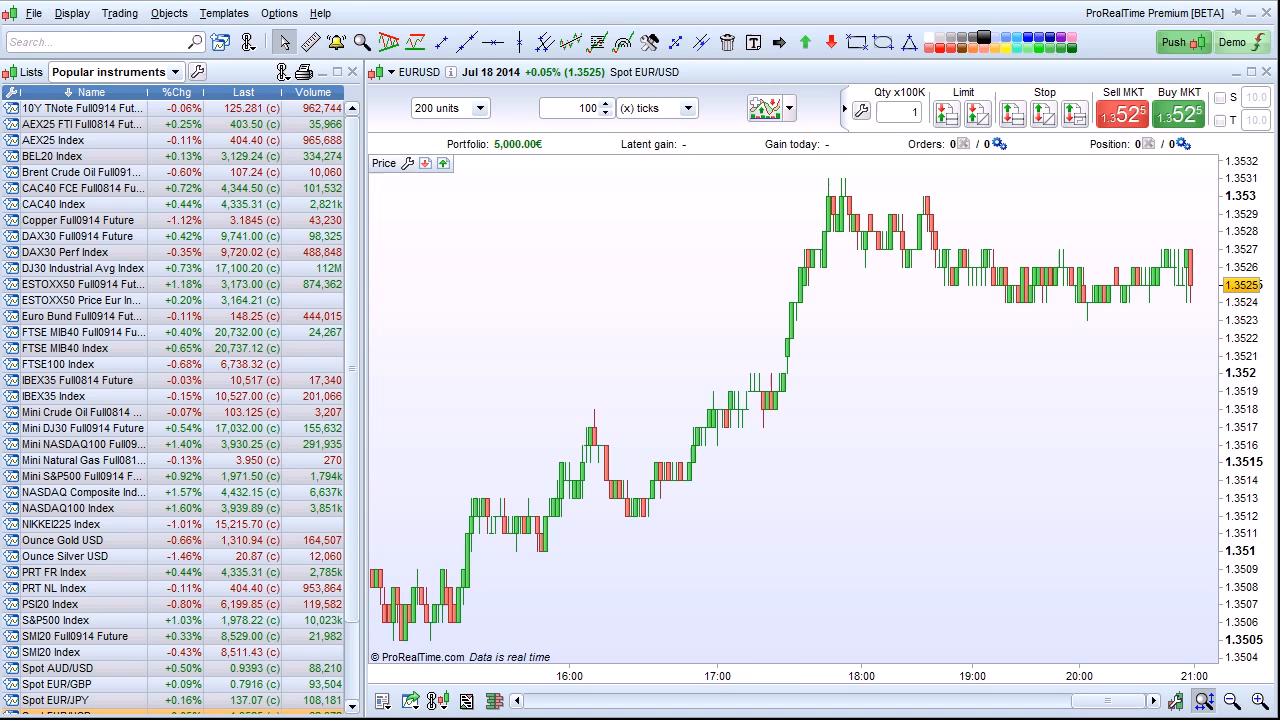 File Display Trading Objects Templates Options Help ProRealTime Premium [BETA]
Search... Push Demo
Lists Popular instruments EURUSD Jul 18 2014 +0.05% (1.3525) Spot EUR/USD
Name %Chg Last Volume
200 units 100 (x) ticks Qty x100K 1 Limit Stop Sell MKT 1.3525 Buy MKT 1.3525 S 10.0 T 10.0
Portfolio: 5,000.00€ Latent gain: - Gain today: - Orders: 0 / 0 Position: 0 / 0
Price
10Y TNote Full0914 Fut... -0.06% 125.281 (c) 962,744
AEX25 FTI Full0814 Fut... +0.25% 403.50 (c) 35,966
AEX25 Index -0.11% 404.40 (c) 965,688
BEL20 Index +0.13% 3,129.24 (c) 334,274
Brent Crude Oil Full091... -0.60% 107.24 (c) 10,060
CAC40 FCE Full0814 Fu... +0.72% 4,344.50 (c) 101,532
CAC40 Index +0.44% 4,335.31 (c) 2,821k
Copper Full0914 Future -1.12% 3.1845 (c) 43,230
DAX30 Full0914 Future +0.42% 9,741.00 (c) 98,325
DAX30 Perf Index -0.35% 9,720.02 (c) 488,848
DJ30 Industrial Avg Index +0.73% 17,100.20 (c) 112M
ESTOXX50 Full0914 Fut... +1.18% 3,173.00 (c) 874,362
ESTOXX50 Price Eur In... +0.20% 3,164.21 (c)
Euro Bund Full0914 Fut... -0.11% 148.25 (c) 444,015
FTSE MIB40 Full0914 Fu... +0.40% 20,732.00 (c) 24,267
FTSE MIB40 Index +0.65% 20,737.12 (c)
FTSE100 Index -0.68% 6,738.32 (c)
IBEX35 Full0814 Future -0.03% 10,517 (c) 17,340
IBEX35 Index -0.15% 10,527.00 (c) 201,066
Mini Crude Oil Full0814 ... -0.07% 103.125 (c) 3,207
Mini DJ30 Full0914 Future +0.54% 17,032.00 (c) 155,632
Mini NASDAQ100 Full09... +1.40% 3,930.25 (c) 291,935
Mini Natural Gas Full081... -0.13% 3.950 (c) 270
Mini S&P500 Full0914 F... +0.92% 1,971.50 (c) 1,794k
NASDAQ Composite Ind... +1.57% 4,432.15 (c) 6,637k
NASDAQ100 Index +1.60% 3,939.89 (c) 3,851k
NIKKEI225 Index -1.01% 15,215.70 (c)
Ounce Gold USD -0.66% 1,310.94 (c) 164,507
Ounce Silver USD -1.46% 20.87 (c) 12,060
PRT FR Index +0.44% 4,335.31 (c) 2,785k
PRT NL Index -0.11% 404.40 (c) 953,864
PSI20 Index -0.80% 6,199.85 (c) 119,582
S&P500 Index +1.03% 1,978.22 (c) 10,023k
SMI20 Full0914 Future +0.33% 8,529.00 (c) 21,982
SMI20 Index -0.43% 8,511.43 (c)
Spot AUD/USD +0.50% 0.9393 (c) 88,210
Spot EUR/GBP +0.09% 0.7916 (c) 93,504
Spot EUR/JPY +0.16% 137.07 (c) 108,181
1.3532
1.3531
1.353
1.3529
1.3528
1.3527
1.3526
1.3525
1.3524
1.3523
1.3522
1.3521
1.352
1.3519
1.3518
1.3517
1.3516
1.3515
1.3514
1.3513
1.3512
1.3511
1.351
1.3509
1.3508
1.3507
1.3506
1.3505
1.3504
© ProRealTime.com Data is real time
16:00 17:00 18:00 19:00 20:00 21:00